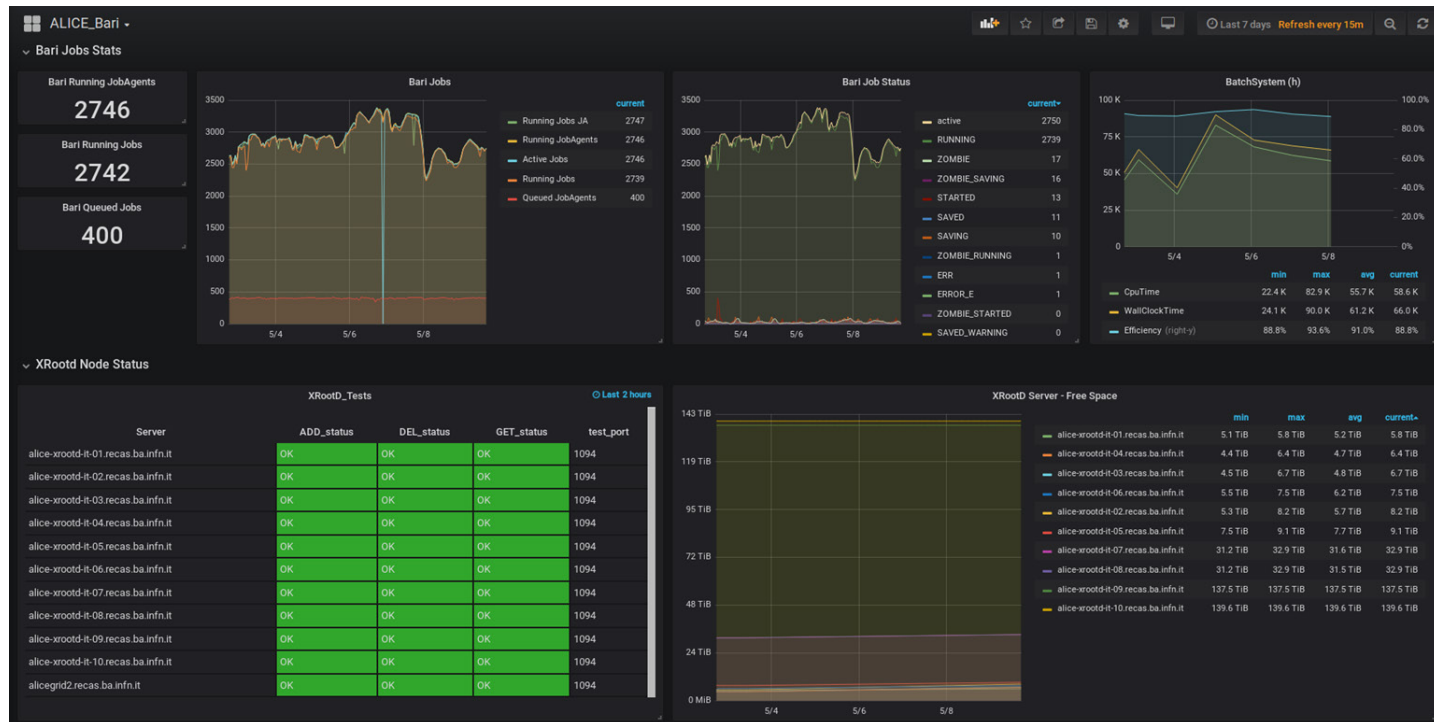 ALICE_Bari
Last 7 days Refresh every 15m
Bari Jobs Stats
Bari Running JobAgents
2746
Bari Running Jobs
2742
Bari Queued Jobs
400
Bari Jobs
3500
3000
2500
2000
1500
1000
500
0
5/4 5/6 5/8
current
Running Jobs JA 2747
Running JobAgents 2746
Active Jobs 2746
Running Jobs 2739
Queued JobAgents 400
Bari Job Status
3500
3000
2500
2000
1500
1000
500
0
5/4 5/6 5/8
current
active 2750
RUNNING 2739
ZOMBIE 17
ZOMBIE_SAVING 16
STARTED 13
SAVED 11
SAVING 10
ZOMBIE_RUNNING 1
ERR 1
ERROR_E 1
ZOMBIE_STARTED 0
SAVED_WARNING 0
BatchSystem (h)
100 K 100.0%
80.0%
75 K
60.0%
50 K
40.0%
25 K
20.0%
0 0%
5/4 5/6 5/8
min max avg current
CpuTime 22.4 K 82.9 K 55.7 K 58.6 K
WallClockTime 24.1 K 90.0 K 61.2 K 66.0 K
Efficiency (right-y) 88.8% 93.6% 91.0% 88.8%
XRootd Node Status
XRootD_Tests Last 2 hours
Server ADD_status DEL_status GET_status test_port
alice-xrootd-it-01.recas.ba.infn.it OK OK OK 1094
alice-xrootd-it-02.recas.ba.infn.it OK OK OK 1094
alice-xrootd-it-03.recas.ba.infn.it OK OK OK 1094
alice-xrootd-it-04.recas.ba.infn.it OK OK OK 1094
alice-xrootd-it-05.recas.ba.infn.it OK OK OK 1094
alice-xrootd-it-06.recas.ba.infn.it OK OK OK 1094
alice-xrootd-it-07.recas.ba.infn.it OK OK OK 1094
alice-xrootd-it-08.recas.ba.infn.it OK OK OK 1094
alice-xrootd-it-09.recas.ba.infn.it OK OK OK 1094
alice-xrootd-it-10.recas.ba.infn.it OK OK OK 1094
alicegrid2.recas.ba.infn.it OK OK OK 1094
XRootD Server - Free Space
143 TiB
119 TiB
95 TiB
72 TiB
48 TiB
24 TiB
0 MiB
5/4 5/6 5/8
min max avg current
alice-xrootd-it-01.recas.ba.infn.it 5.1 TiB 5.8 TiB 5.2 TiB 5.8 TiB
alice-xrootd-it-04.recas.ba.infn.it 4.4 TiB 6.4 TiB 4.7 TiB 6.4 TiB
alice-xrootd-it-03.recas.ba.infn.it 4.5 TiB 6.7 TiB 4.8 TiB 6.7 TiB
alice-xrootd-it-06.recas.ba.infn.it 5.5 TiB 7.5 TiB 6.2 TiB 7.5 TiB
alice-xrootd-it-02.recas.ba.infn.it 5.3 TiB 8.2 TiB 5.7 TiB 8.2 TiB
alice-xrootd-it-05.recas.ba.infn.it 7.5 TiB 9.1 TiB 7.7 TiB 9.1 TiB
alice-xrootd-it-07.recas.ba.infn.it 31.2 TiB 32.9 TiB 31.6 TiB 32.9 TiB
alice-xrootd-it-08.recas.ba.infn.it 31.2 TiB 32.9 TiB 31.5 TiB 32.9 TiB
alice-xrootd-it-09.recas.ba.infn.it 137.5 TiB 137.5 TiB 137.5 TiB 137.5 TiB
alice-xrootd-it-10.recas.ba.infn.it 139.6 TiB 139.6 TiB 139.6 TiB 139.6 TiB